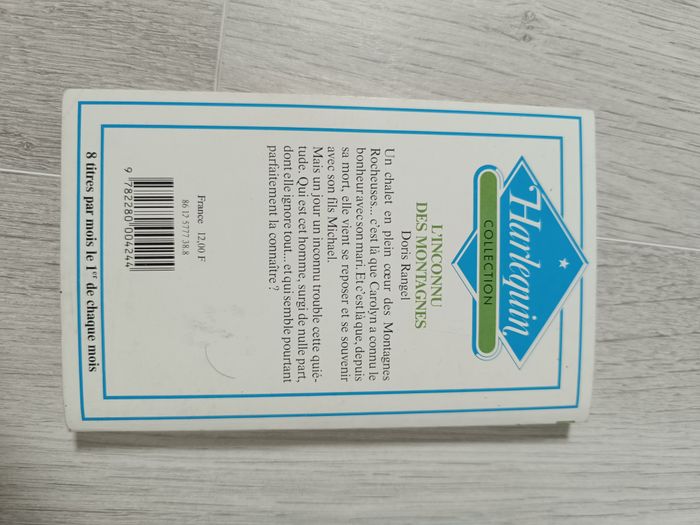 Harlequin
COLLECTION
L'INCONNU
DES MONTAGNES
Doris Rangel
Un chalet en plein cœur des Montagnes
Rocheuses... c'est là que Carolyn a connu le
bonheur avec son mari. Et c'est là que, depuis
sa mort, elle vient se reposer et se souvenir
avec son fils Michael.
Mais un jour un inconnu trouble cette quié-
tude. Qui est cet homme, surgi de nulle part,
dont elle ignore tout... et qui semble pourtant
parfaitement la connaître ?
France 12,00 F
86 17 5777 38.8
9 782280 004244
8 titres par mois le 1er de chaque mois